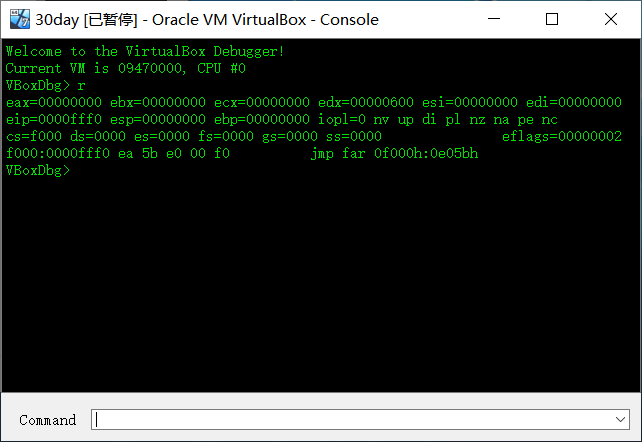 30day [已暂停] - Oracle VM VirtualBox - Console
Welcome to the VirtualBox Debugger!
Current VM is 09470000, CPU #0
VBoxDbg> r
eax=00000000 ebx=00000000 ecx=00000000 edx=00000600 esi=00000000 edi=00000000
eip=0000fff0 esp=00000000 ebp=00000000 iopl=0 nv up di pl nz na pe nc
cs=f000 ds=0000 es=0000 fs=0000 gs=0000 ss=0000 eflags=00000002
f000:0000fff0 ea 5b e0 00 f0 jmp far 0f000h:0e05bh
VBoxDbg>
Command